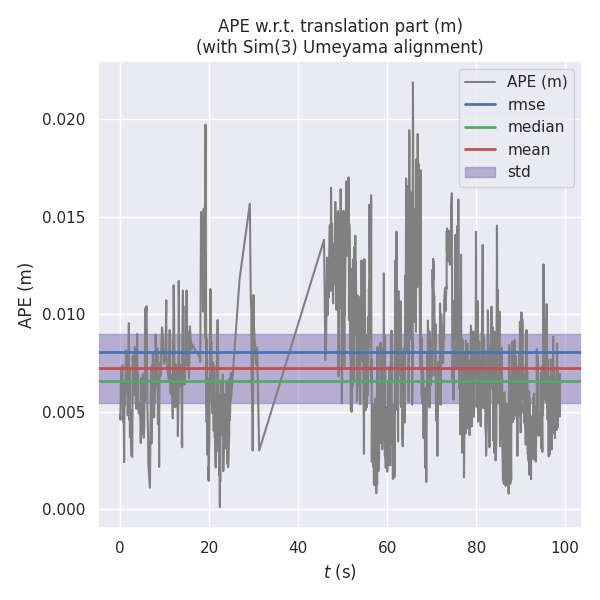 APE w.r.t. translation part (m)
(with Sim(3) Umeyama alignment)
APE (m)
rmse
median
mean
std
0.020
0.015
0.010
0.005
0.000
APE (m)
0 20 40 60 80 100
t (s)